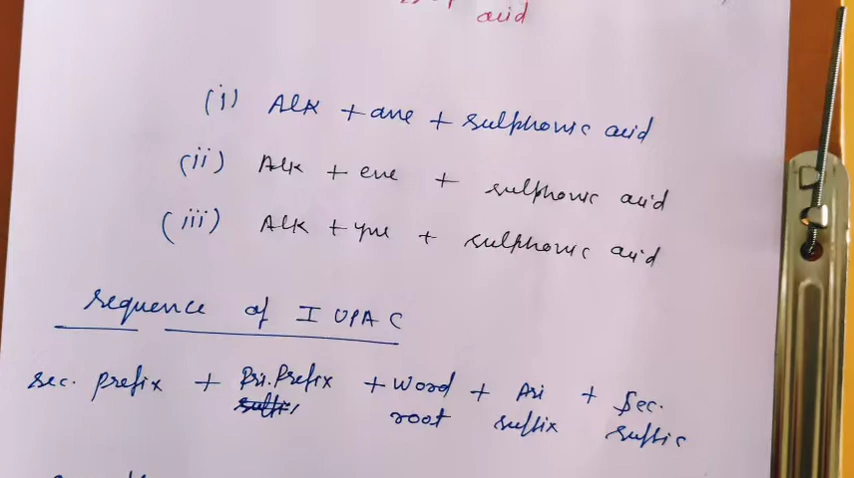 acid
(i) Alk + ane + sulphonic acid
(ii) Alk + ene + sulphonic acid
(iii) Alk + yne + sulphonic acid
sequence of IUPAC
sec. prefix + Pri. Prefix + Word root + Pri suffix + Sec. suffix